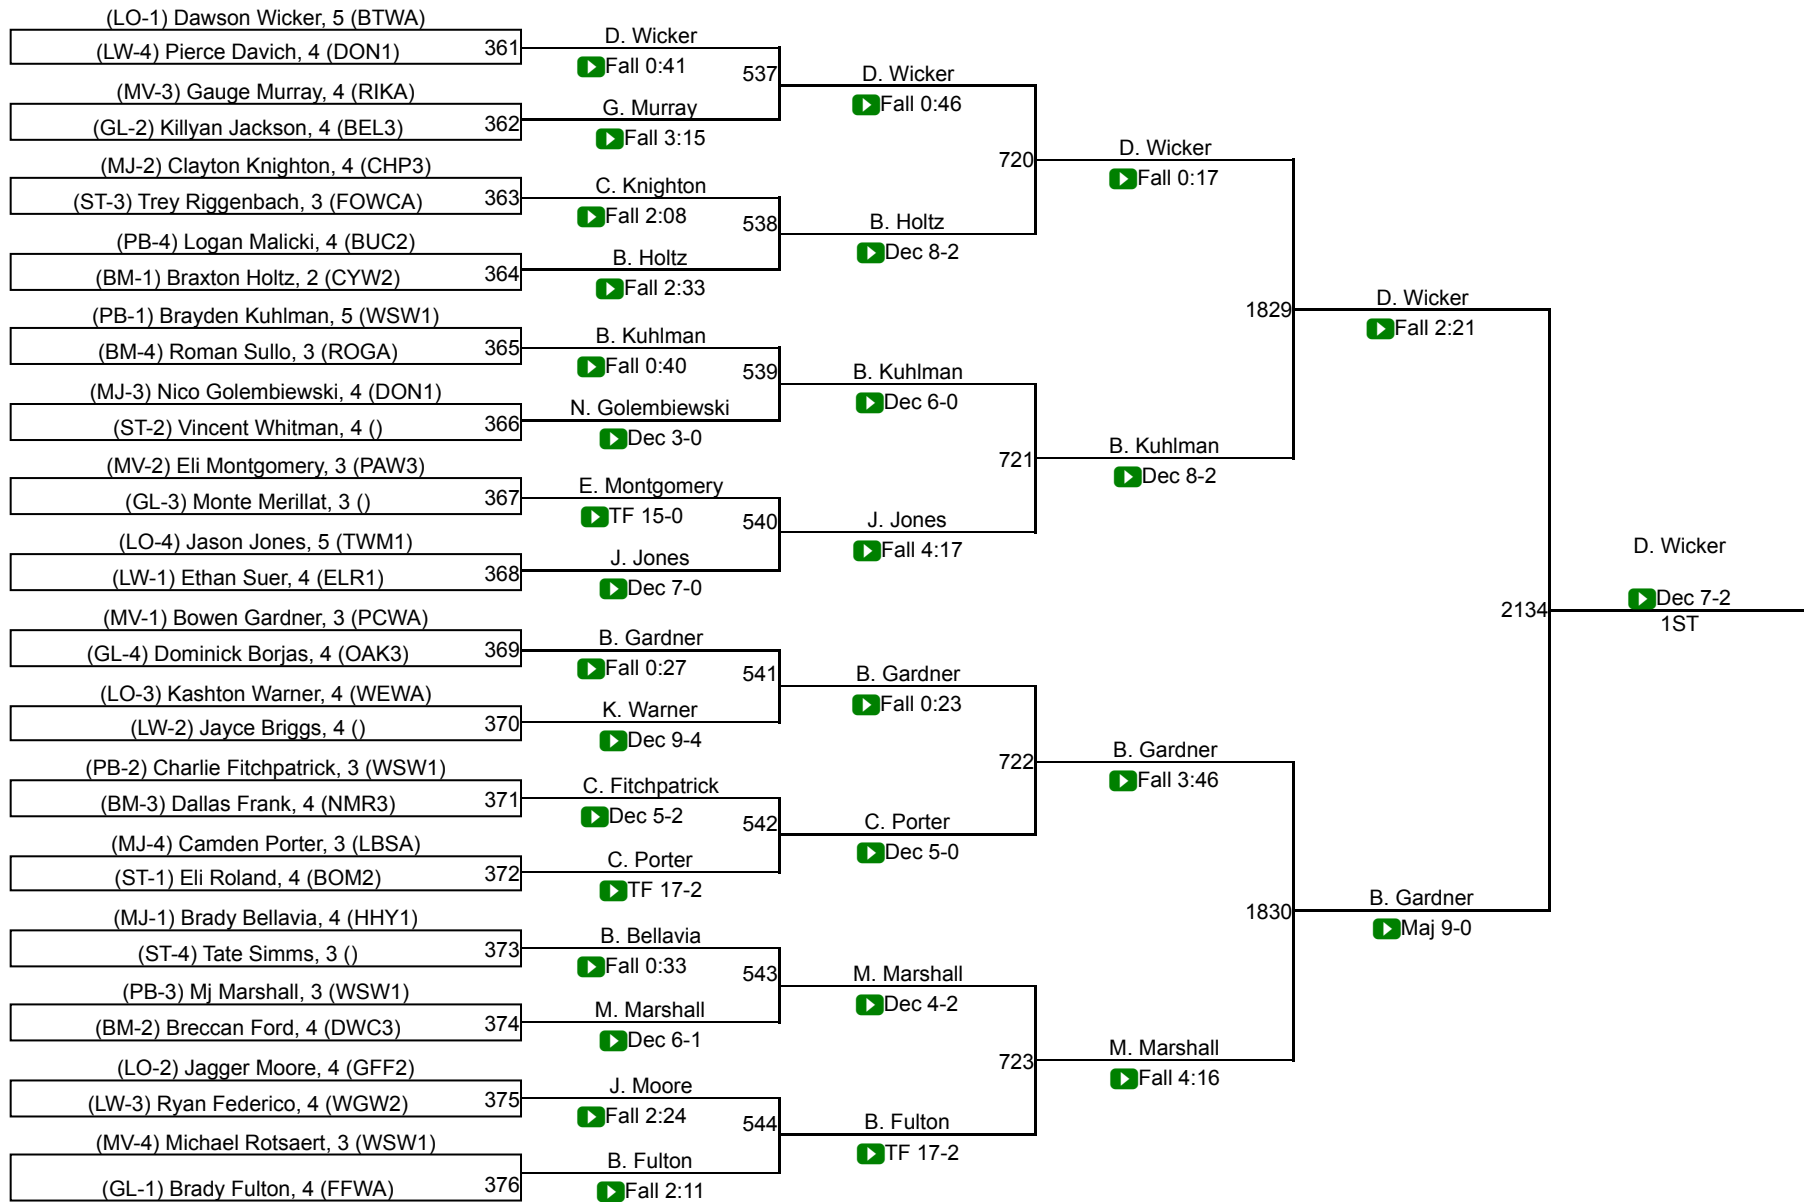 (LO-1) Dawson Wicker, 5 (BTWA)
(LW-4) Pierce Davich, 4 (DON1)
361
(MV-3) Gauge Murray, 4 (RIKA)
(GL-2) Killyan Jackson, 4 (BEL3)
362
(MJ-2) Clayton Knighton, 4 (CHP3)
(ST-3) Trey Riggenbach, 3 (FOWCA)
363
(PB-4) Logan Malicki, 4 (BUC2)
(BM-1) Braxton Holtz, 2 (CYW2)
364
(PB-1) Brayden Kuhlman, 5 (WSW1)
(BM-4) Roman Sullo, 3 (ROGA)
365
(MJ-3) Nico Golembiewski, 4 (DON1)
(ST-2) Vincent Whitman, 4 ()
366
(MV-2) Eli Montgomery, 3 (PAW3)
(GL-3) Monte Merillat, 3 ()
367
(LO-4) Jason Jones, 5 (TWM1)
(LW-1) Ethan Suer, 4 (ELR1)
368
(MV-1) Bowen Gardner, 3 (PCWA)
(GL-4) Dominick Borjas, 4 (OAK3)
369
(LO-3) Kashton Warner, 4 (WEWA)
(LW-2) Jayce Briggs, 4 ()
370
(PB-2) Charlie Fitchpatrick, 3 (WSW1)
(BM-3) Dallas Frank, 4 (NMR3)
371
(MJ-4) Camden Porter, 3 (LBSA)
(ST-1) Eli Roland, 4 (BOM2)
372
(MJ-1) Brady Bellavia, 4 (HHY1)
(ST-4) Tate Simms, 3 ()
373
(PB-3) Mj Marshall, 3 (WSW1)
(BM-2) Breccan Ford, 4 (DWC3)
374
(LO-2) Jagger Moore, 4 (GFF2)
(LW-3) Ryan Federico, 4 (WGW2)
375
(MV-4) Michael Rotsaert, 3 (WSW1)
(GL-1) Brady Fulton, 4 (FFWA)
376
D. Wicker
Fall 0:41
537
G. Murray
Fall 3:15
C. Knighton
Fall 2:08
538
B. Holtz
Fall 2:33
B. Kuhlman
Fall 0:40
539
N. Golembiewski
Dec 3-0
E. Montgomery
TF 15-0
540
J. Jones
Dec 7-0
B. Gardner
Fall 0:27
541
K. Warner
Dec 9-4
C. Fitchpatrick
Dec 5-2
542
C. Porter
TF 17-2
B. Bellavia
Fall 0:33
543
M. Marshall
Dec 6-1
J. Moore
Fall 2:24
544
B. Fulton
Fall 2:11
D. Wicker
Fall 0:46
720
B. Holtz
Dec 8-2
B. Kuhlman
Dec 6-0
721
J. Jones
Fall 4:17
B. Gardner
Fall 0:23
722
C. Porter
Dec 5-0
M. Marshall
Dec 4-2
723
B. Fulton
TF 17-2
D. Wicker
Fall 0:17
1829
B. Kuhlman
Dec 8-2
B. Gardner
Fall 3:46
1830
M. Marshall
Fall 4:16
D. Wicker
Fall 2:21
2134
B. Gardner
Maj 9-0
D. Wicker
Dec 7-2
1ST